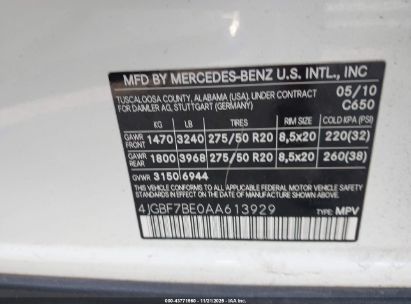 MFD BY MERCEDES-BENZ U.S. INTL., INC
TUSCALOOSA COUNTY, ALABAMA (USA) UNDER CONTRACT 05/10
FOR DAIMLER AG, STUTTGART (GERMANY) C650
KG LB TIRES RIM SIZE COLD KPA (PSI)
GAWR FRONT 1470 3240 275/50 R20 8,5x20 220(32)
GAWR REAR 1800 3968 275/50 R20 8,5x20 260(38)
GVWR 3150 6944
THIS VEHICLE CONFORMS TO ALL APPLICABLE FEDERAL MOTOR VEHICLE SAFETY
STANDARDS IN EFFECT ON THE DATE OF MANUFACTURE SHOWN ABOVE.
4JGBF7BE0AA613929 TYPE: MPV
11/21/2025 - IAA